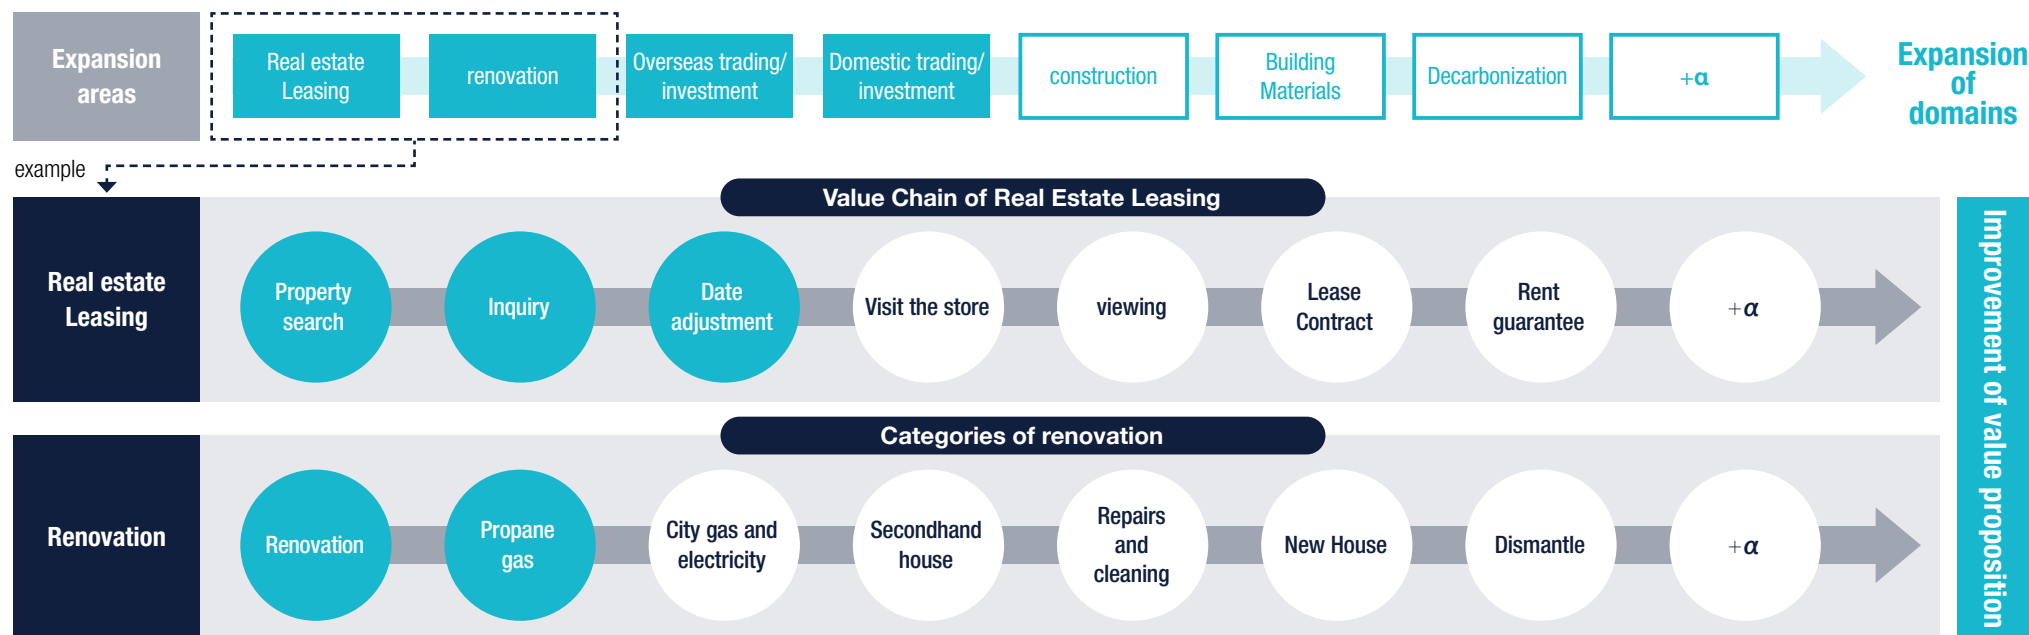 Expansion
areas
Real estate
Leasing
renovation
Overseas trading/
investment
Domestic trading/
investment
construction
Building
Materials
Decarbonization
+α
Expansion
of
domains
example
Value Chain of Real Estate Leasing
Real estate
Leasing
Property
search
Inquiry
Date
adjustment
Visit the store
viewing
Lease
Contract
Rent
guarantee
+α
Improvement of value proposition
Categories of renovation
Renovation
Renovation
Propane
gas
City gas and
electricity
Secondhand
house
Repairs
and
cleaning
New House
Dismantle
+α